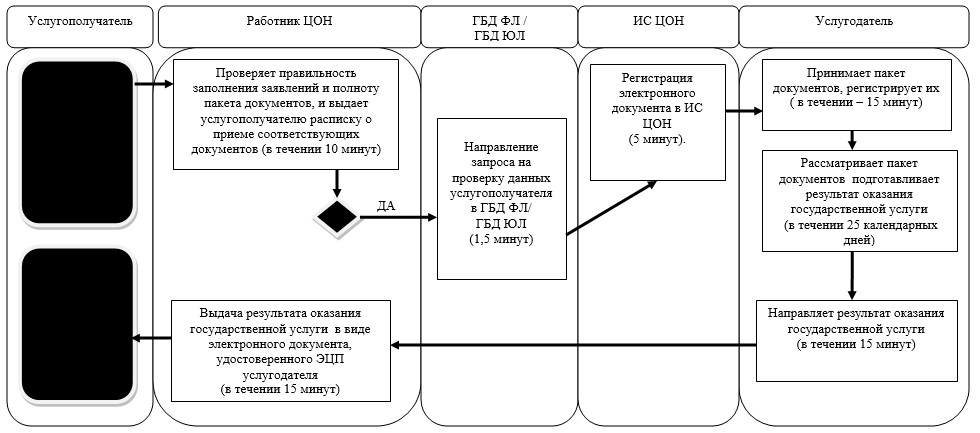 Услугополучатель
Работник ЦОН
ГБД ФЛ /
ГБД ЮЛ
ИС ЦОН
Услугодатель
Проверяет правильность
заполнения заявлений и полноту
пакета документов, и выдает
услугополучателю расписку о
приеме соответствующих
документов (в течении 10 минут)
ДА
Направление
запроса на
проверку данных
услугополучателя
в ГБД ФЛ/
ГБД ЮЛ
(1,5 минут)
Регистрация
электронного
документа в ИС
ЦОН
(5 минут).
Принимает пакет
документов, регистрирует их
( в течении – 15 минут)
Рассматривает пакет
документов подготавливает
результат оказания
государственной услуги
(в течении 25 календарных
дней)
Направляет результат оказания
государственной услуги
(в течении 15 минут)
Выдача результата оказания
государственной услуги в виде
электронного документа,
удостоверенного ЭЦП
услугодателя
(в течении 15 минут)